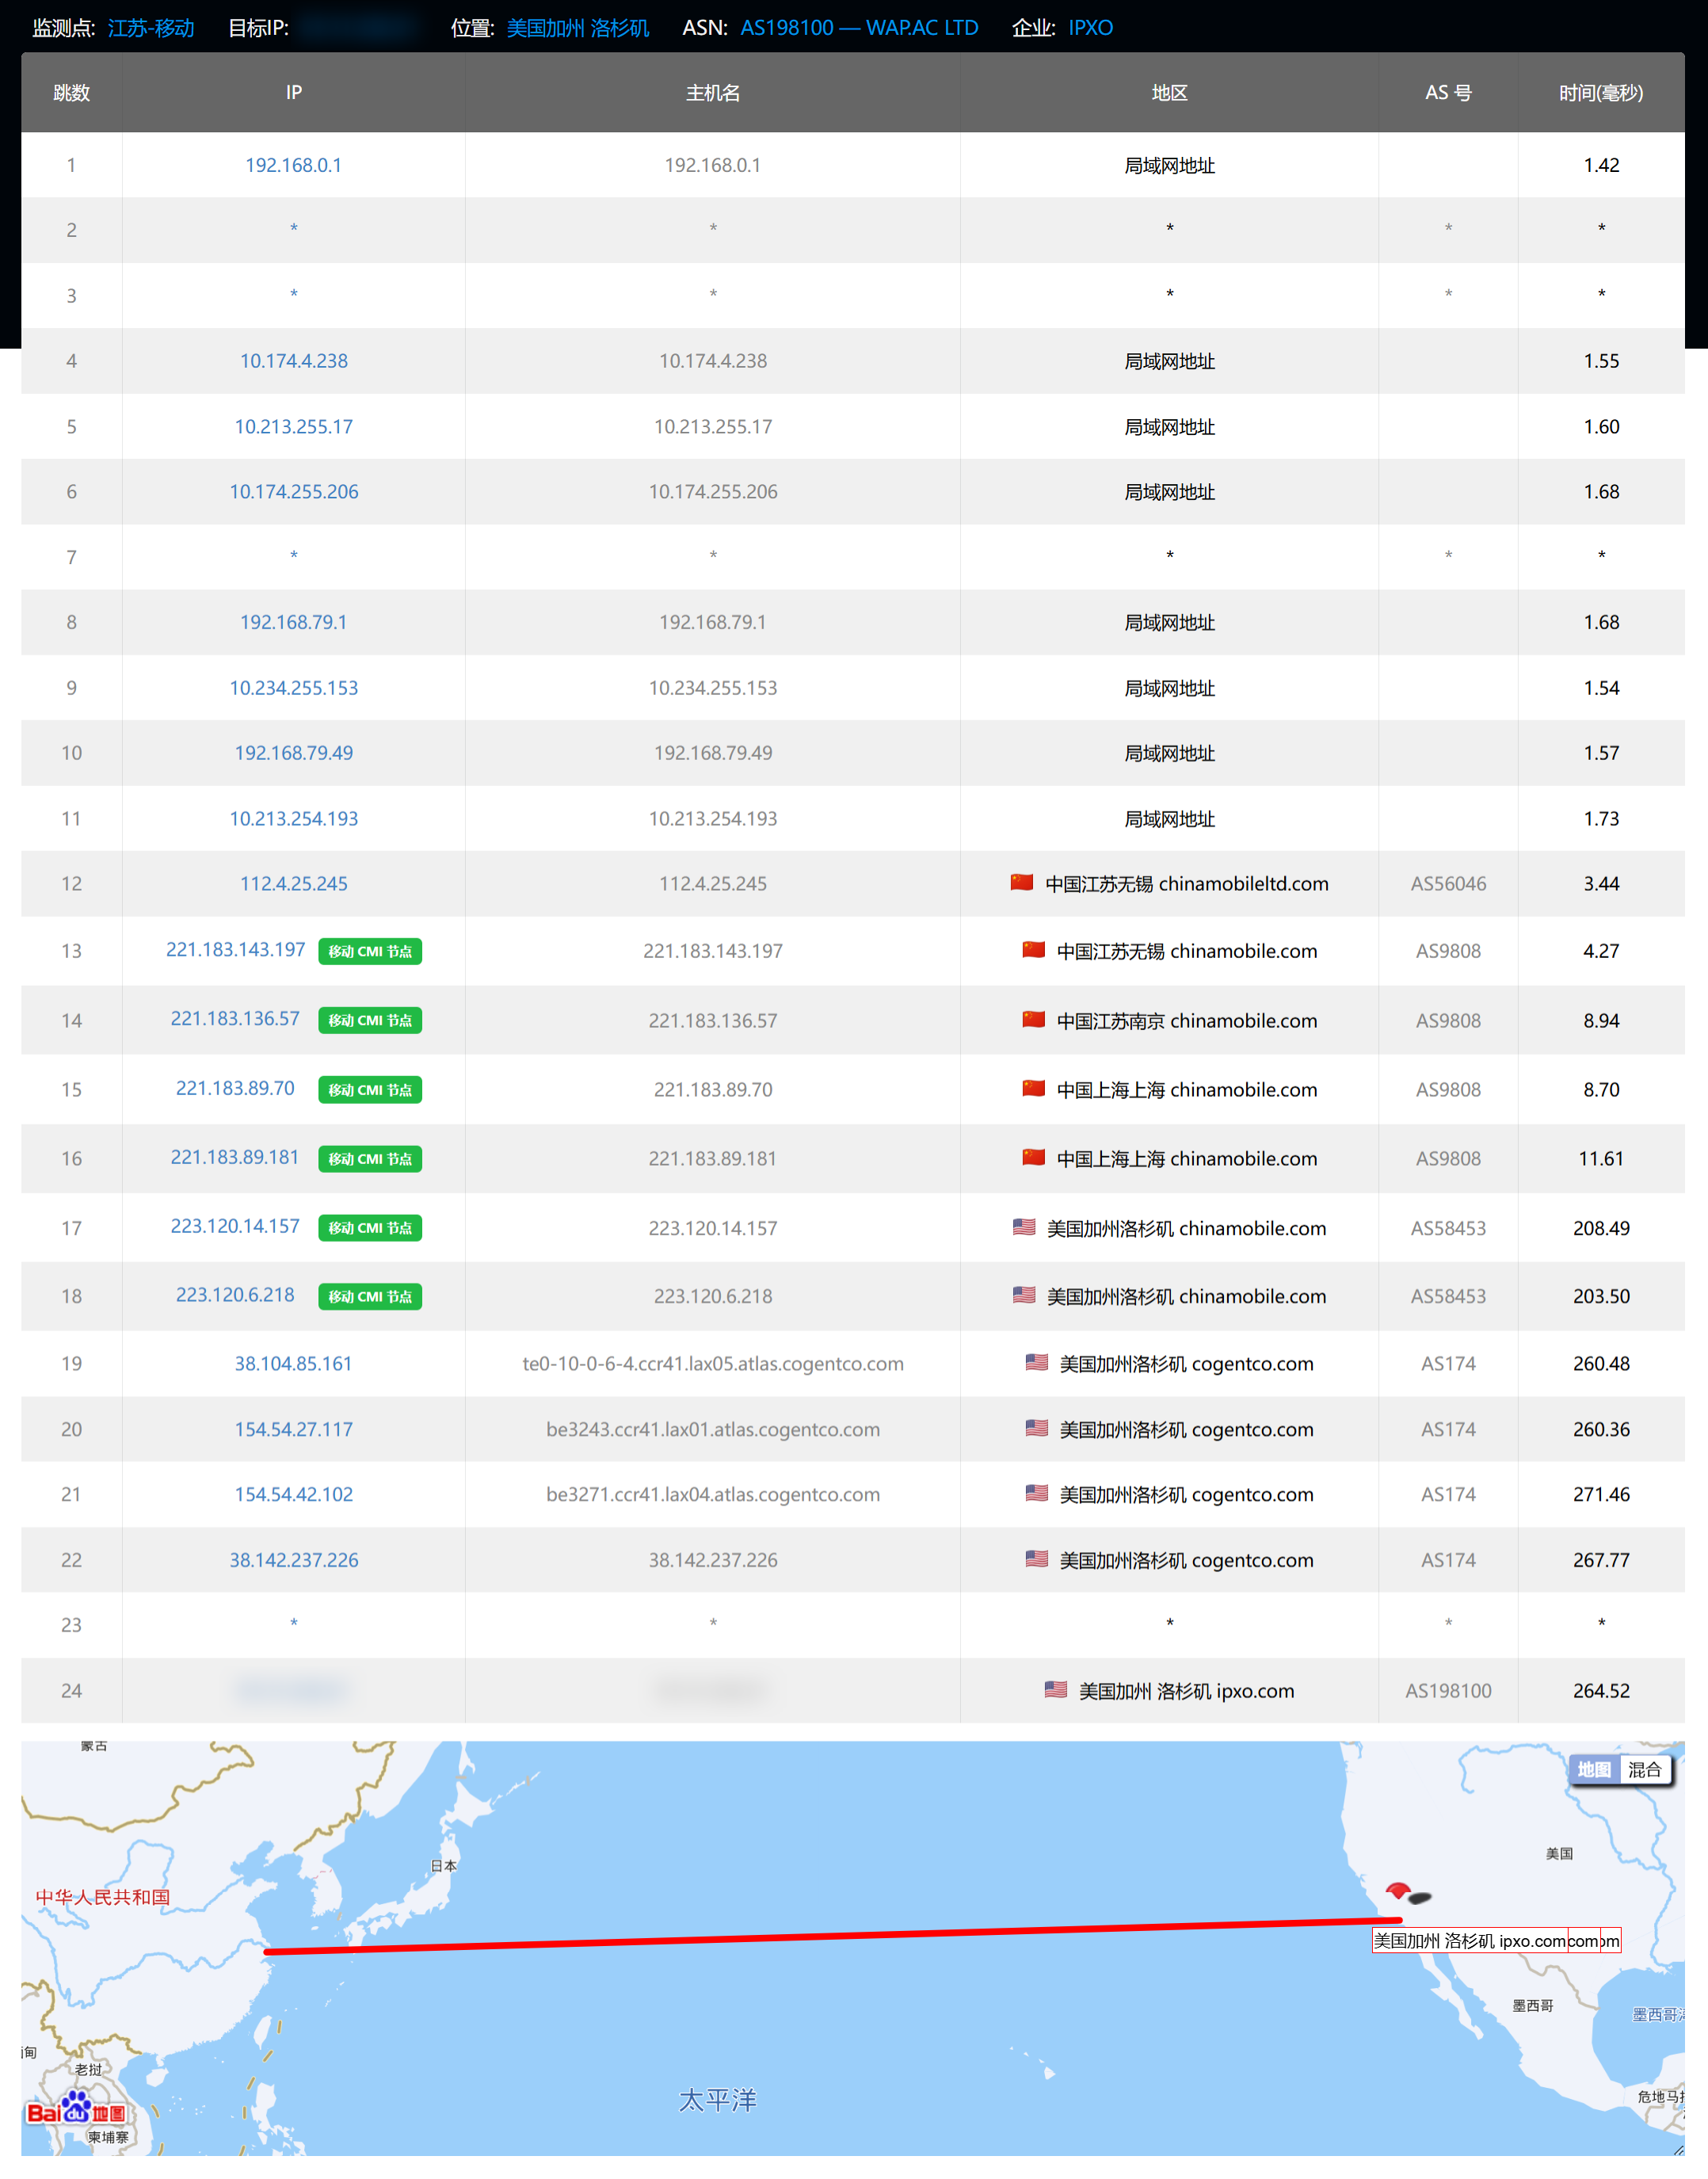 监测点: 江苏-移动 目标IP: 位置: 美国加州 洛杉矶 ASN: AS198100 — WAP.AC LTD 企业: IPXO
跳数 IP 主机名 地区 AS 号 时间(毫秒)
1 192.168.0.1 192.168.0.1 局域网地址 1.42
2 * * * * *
3 * * * * *
4 10.174.4.238 10.174.4.238 局域网地址 1.55
5 10.213.255.17 10.213.255.17 局域网地址 1.60
6 10.174.255.206 10.174.255.206 局域网地址 1.68
7 * * * * *
8 192.168.79.1 192.168.79.1 局域网地址 1.68
9 10.234.255.153 10.234.255.153 局域网地址 1.54
10 192.168.79.49 192.168.79.49 局域网地址 1.57
11 10.213.254.193 10.213.254.193 局域网地址 1.73
12 112.4.25.245 112.4.25.245 中国江苏无锡 chinamobileltd.com AS56046 3.44
13 221.183.143.197 移动 CMI 节点 221.183.143.197 中国江苏无锡 chinamobile.com AS9808 4.27
14 221.183.136.57 移动 CMI 节点 221.183.136.57 中国江苏南京 chinamobile.com AS9808 8.94
15 221.183.89.70 移动 CMI 节点 221.183.89.70 中国上海上海 chinamobile.com AS9808 8.70
16 221.183.89.181 移动 CMI 节点 221.183.89.181 中国上海上海 chinamobile.com AS9808 11.61
17 223.120.14.157 移动 CMI 节点 223.120.14.157 美国加州洛杉矶 chinamobile.com AS58453 208.49
18 223.120.6.218 移动 CMI 节点 223.120.6.218 美国加州洛杉矶 chinamobile.com AS58453 203.50
19 38.104.85.161 te0-10-0-6-4.ccr41.lax05.atlas.cogentco.com 美国加州洛杉矶 cogentco.com AS174 260.48
20 154.54.27.117 be3243.ccr41.lax01.atlas.cogentco.com 美国加州洛杉矶 cogentco.com AS174 260.36
21 154.54.42.102 be3271.ccr41.lax04.atlas.cogentco.com 美国加州洛杉矶 cogentco.com AS174 271.46
22 38.142.237.226 38.142.237.226 美国加州洛杉矶 cogentco.com AS174 267.77
23 * * * * *
24 美国加州 洛杉矶 ipxo.com AS198100 264.52
蒙古
地图 混合
美国
日本
中华人民共和国
美国加州 洛杉矶 ipxo.com com om
墨西哥
墨西哥
老挝
太平洋
危地马
Bai du 地图
柬埔寨